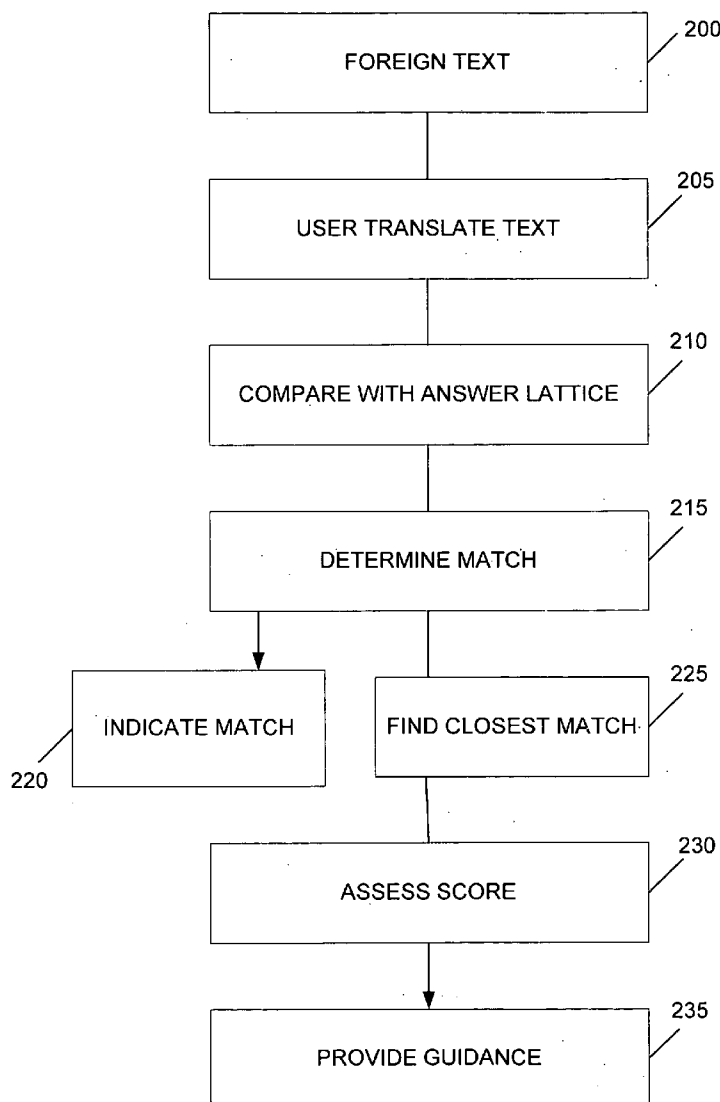 200
FOREIGN TEXT
205
USER TRANSLATE TEXT
210
COMPARE WITH ANSWER LATTICE
215
DETERMINE MATCH
225
INDICATE MATCH
FIND CLOSEST MATCH
220
230
ASSESS SCORE
235
PROVIDE GUIDANCE